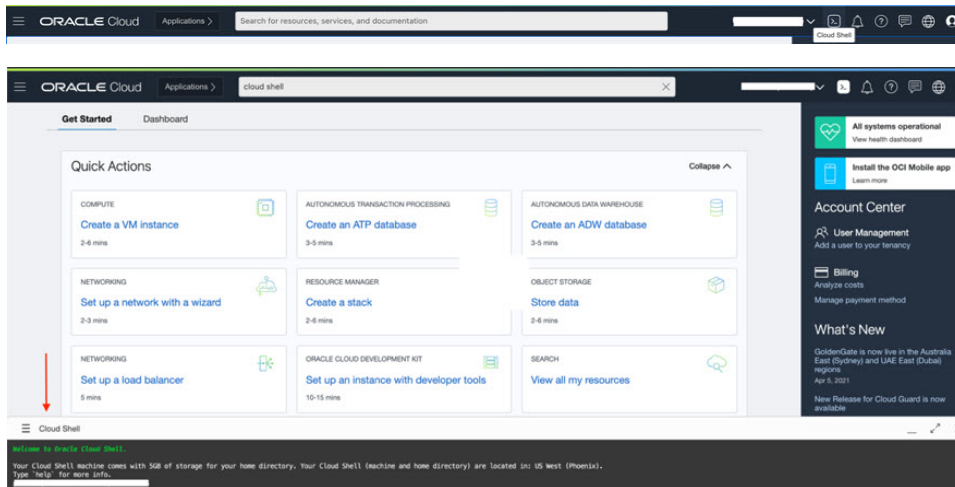 ORACLE Cloud Applications > Search for resources, services, and documentation
Cloud Shell
ORACLE Cloud Applications > cloud shell
Get Started Dashboard
Quick Actions Collapse
COMPUTE
Create a VM instance
2-6 mins
AUTONOMOUS TRANSACTION PROCESSING
Create an ATP database
3-5 mins
AUTONOMOUS DATA WAREHOUSE
Create an ADW database
3-5 mins
NETWORKING
Set up a network with a wizard
2-3 mins
RESOURCE MANAGER
Create a stack
2-6 mins
OBJECT STORAGE
Store data
2-6 mins
NETWORKING
Set up a load balancer
5 mins
ORACLE CLOUD DEVELOPMENT KIT
Set up an instance with developer tools
10-15 mins
SEARCH
View all my resources
All systems operational
View health dashboard
Install the OCI Mobile app
Learn more
Account Center
User Management
Add a user to your tenancy
Billing
Analyze costs
Manage payment method
What's New
GoldenGate is now live in the Australia
East (Sydney) and UAE East (Dubai)
regions
Apr 5, 2021
New Release for Cloud Guard is now
available
Cloud Shell
Welcome to Oracle Cloud Shell.
Your Cloud Shell machine comes with 5GB of storage for your home directory. Your Cloud Shell (machine and home directory) are located in: US West (Phoenix).
Type `help` for more info.